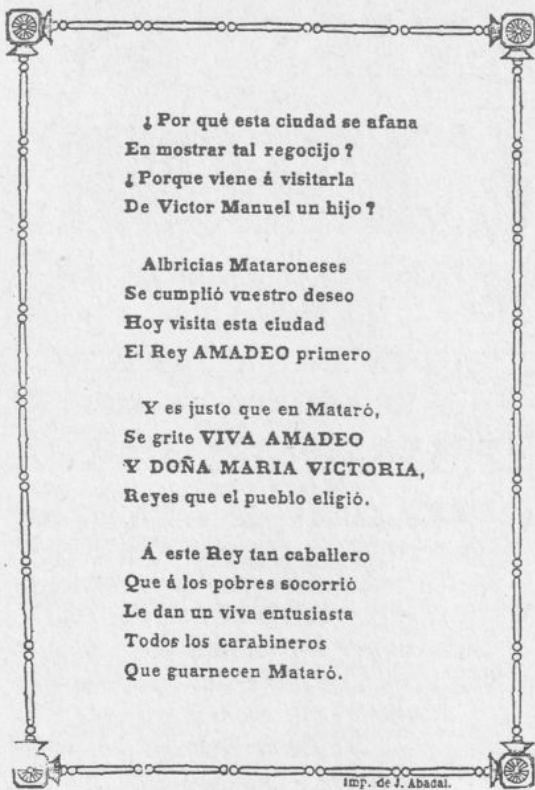 ¿Por qué esta ciudad se afana
En mostrar tal regocijo?
¿Porque viene á visitarla
De Victor Manuel un hijo?
Albricias Mataroneses
Se cumplió vuestro deseo
Hoy visita esta ciudad
El Rey AMADEO primero
Y es justo que en Mataró,
Se grite VIVA AMADEO
Y DOÑA MARIA VICTORIA,
Reyes que el pueblo eligió.
Á este Rey tan caballero
Que á los pobres socorrió
Le dan un viva entusiasta
Todos los carabineros
Que guarnecen Mataró.
Imp. de J. Abadal.